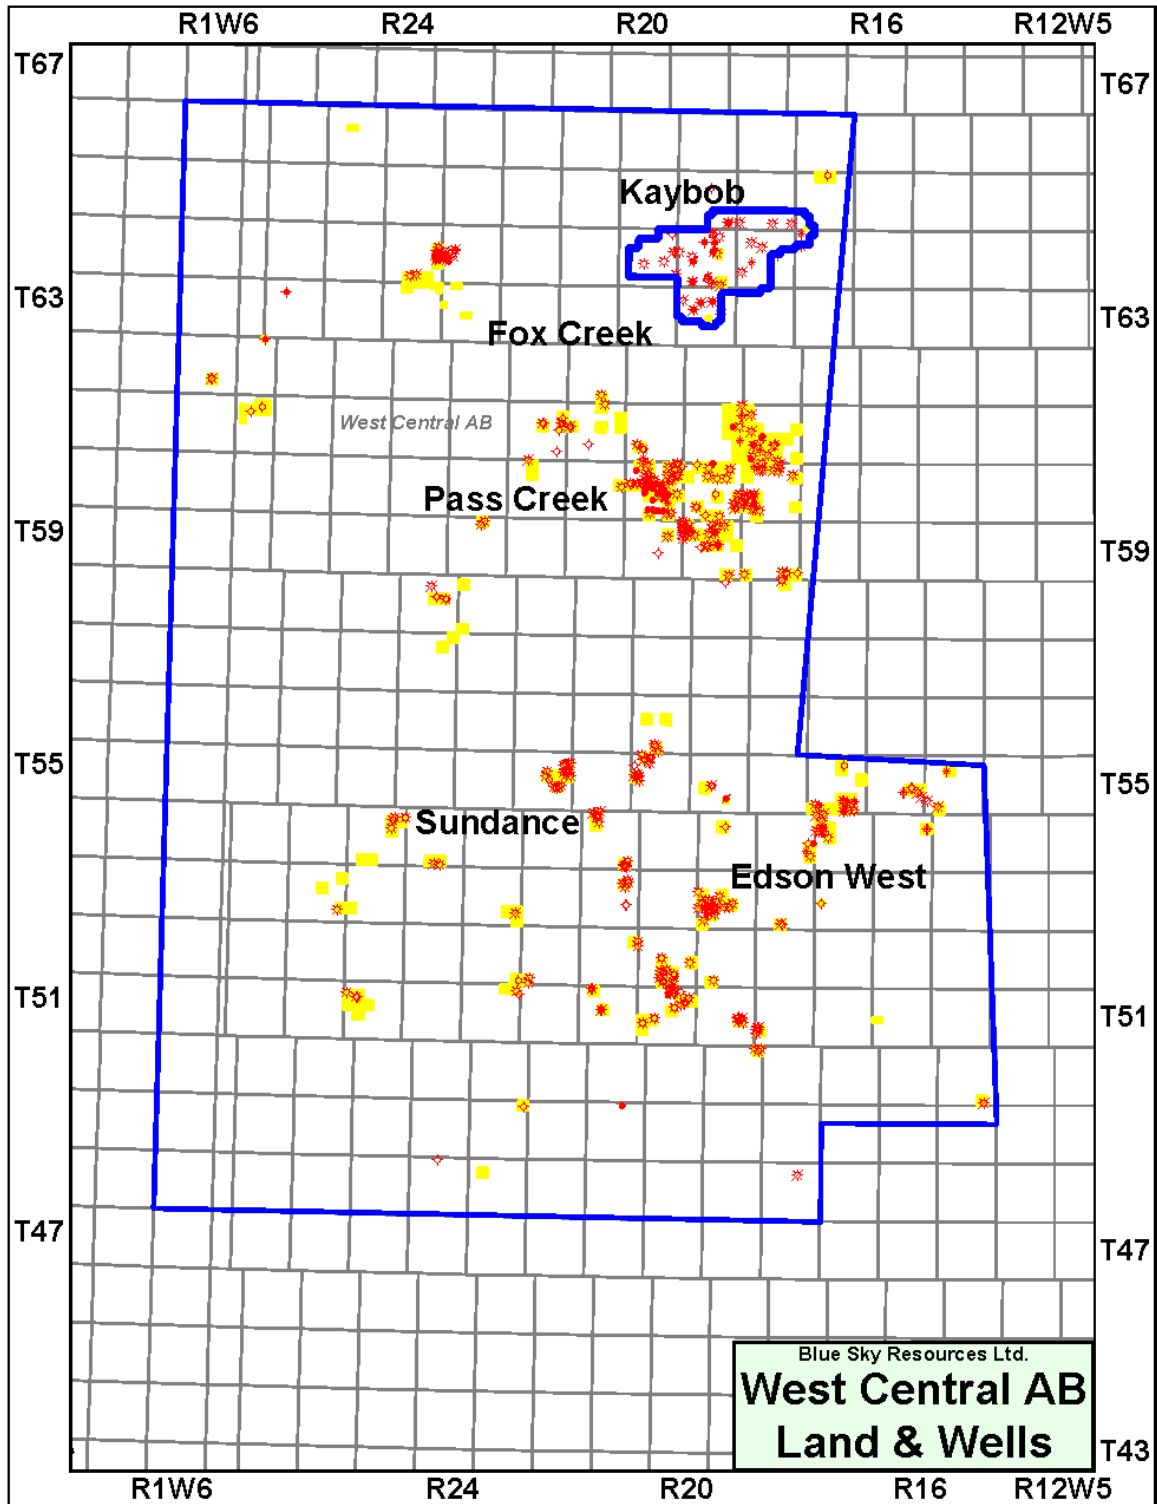 R1W6 R24 R20 R16 R12W5
T67
T67
Kaybob
T63
T63
Fox Creek
West Central AB
Pass Creek
T59
T59
T55
T55
Sundance
Edson West
T51
T51
T47
T47
Blue Sky Resources Ltd.
West Central AB
Land & Wells
T43
R1W6 R24 R20 R16 R12W5